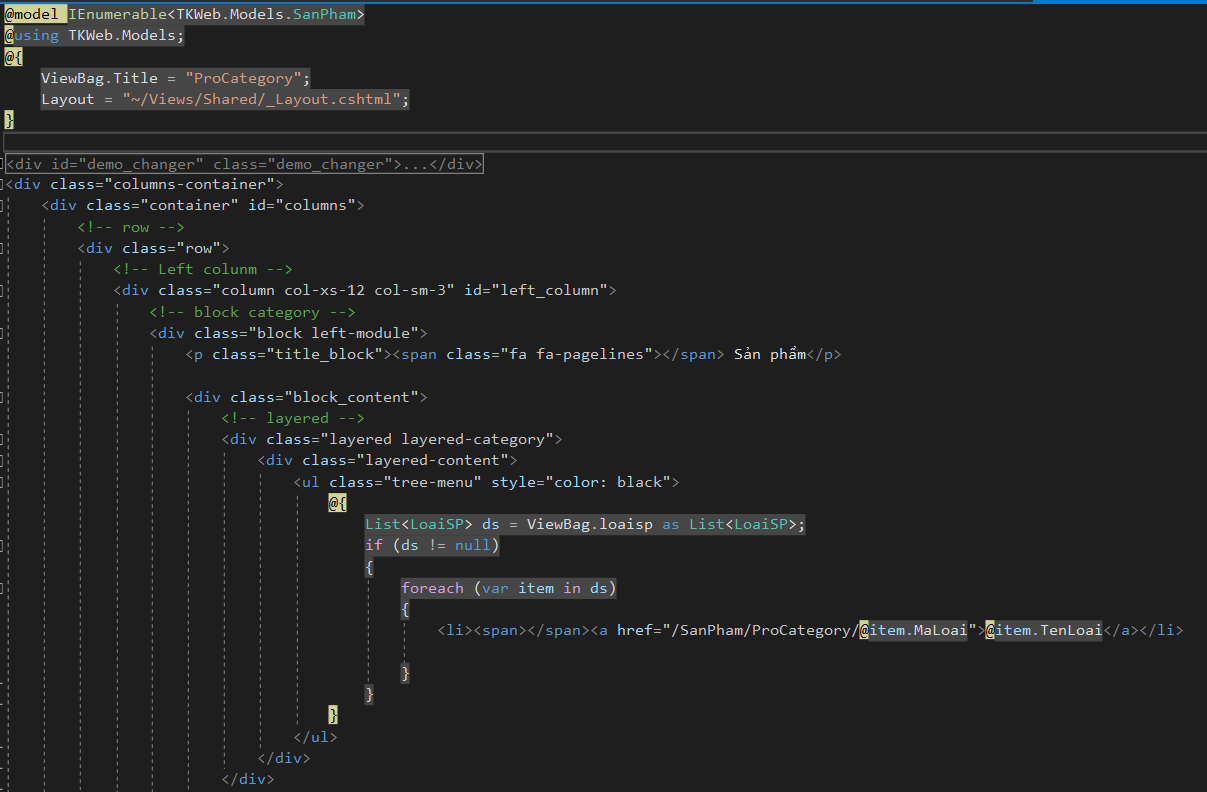 @model IEnumerable<TKWeb.Models.SanPham>
@using TKWeb.Models;
@{
    ViewBag.Title = "ProCategory";
    Layout = "~/Views/Shared/_Layout.cshtml";
}
<div id="demo_changer" class="demo_changer">...</div>
<div class="columns-container">
    <div class="container" id="columns">
        <!-- row -->
        <div class="row">
            <!-- Left colunm -->
            <div class="column col-xs-12 col-sm-3" id="left_column">
                <!-- block category -->
                <div class="block left-module">
                    <p class="title_block"><span class="fa fa-pagelines"></span> Sản phẩm</p>
                    <div class="block_content">
                        <!-- layered -->
                        <div class="layered layered-category">
                            <div class="layered-content">
                                <ul class="tree-menu" style="color: black">
                                    @{
                                        List<LoaiSP> ds = ViewBag.loaisp as List<LoaiSP>;
                                        if (ds != null)
                                        {
                                            foreach (var item in ds)
                                            {
                                                <li><span></span><a href="/SanPham/ProCategory/@item.MaLoai">@item.TenLoai</a></li>
                                            }
                                        }
                                    }
                                </ul>
                            </div>
                        </div>